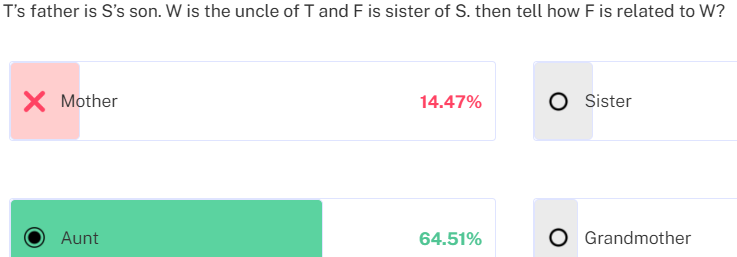 T's father is S's son. W is the uncle of T and F is sister of S. then tell how F is related to W?
Mother 14.47%
Sister
Aunt 64.51%
Grandmother